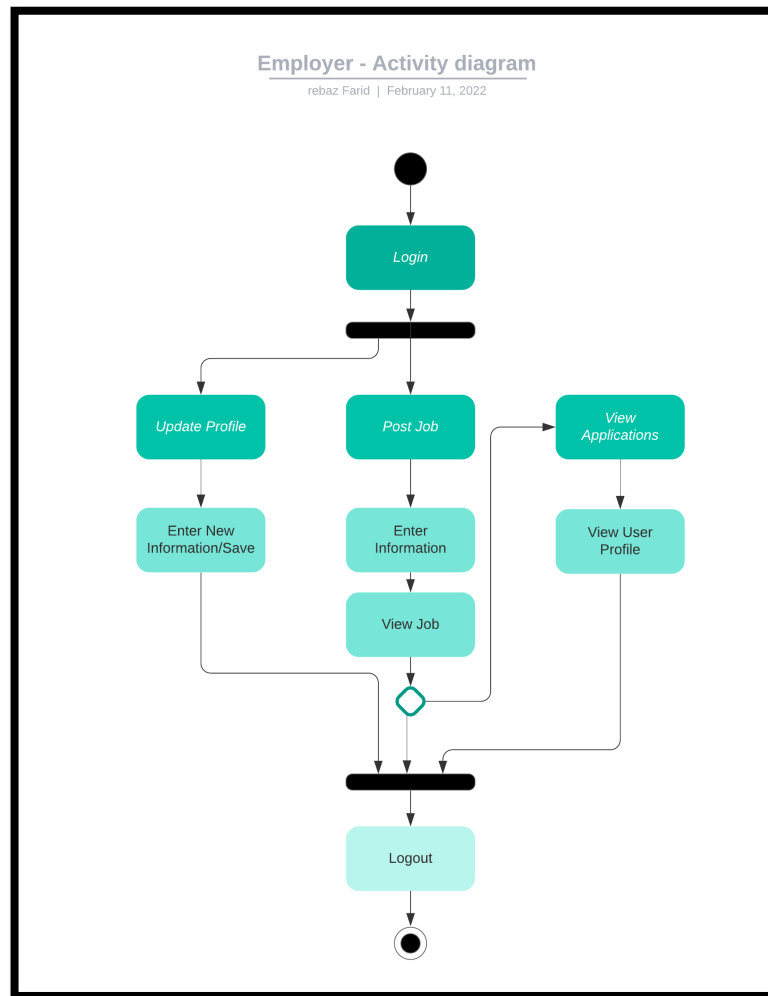 Employer - Activity diagram
rebaz Farid | February 11, 2022
Login
Update Profile
Post Job
View
Applications
Enter New
Information/Save
Enter
Information
View User
Profile
View Job
Logout